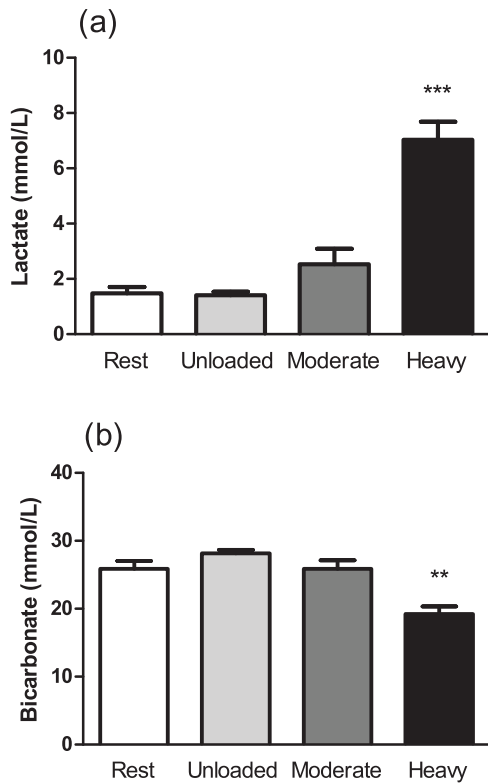 (a)
Lactate (mmol/L)
10
8
6
4
2
0
***
Rest Unloaded Moderate Heavy
(b)
Bicarbonate (mmol/L)
40
30
20
10
0
**
Rest Unloaded Moderate Heavy